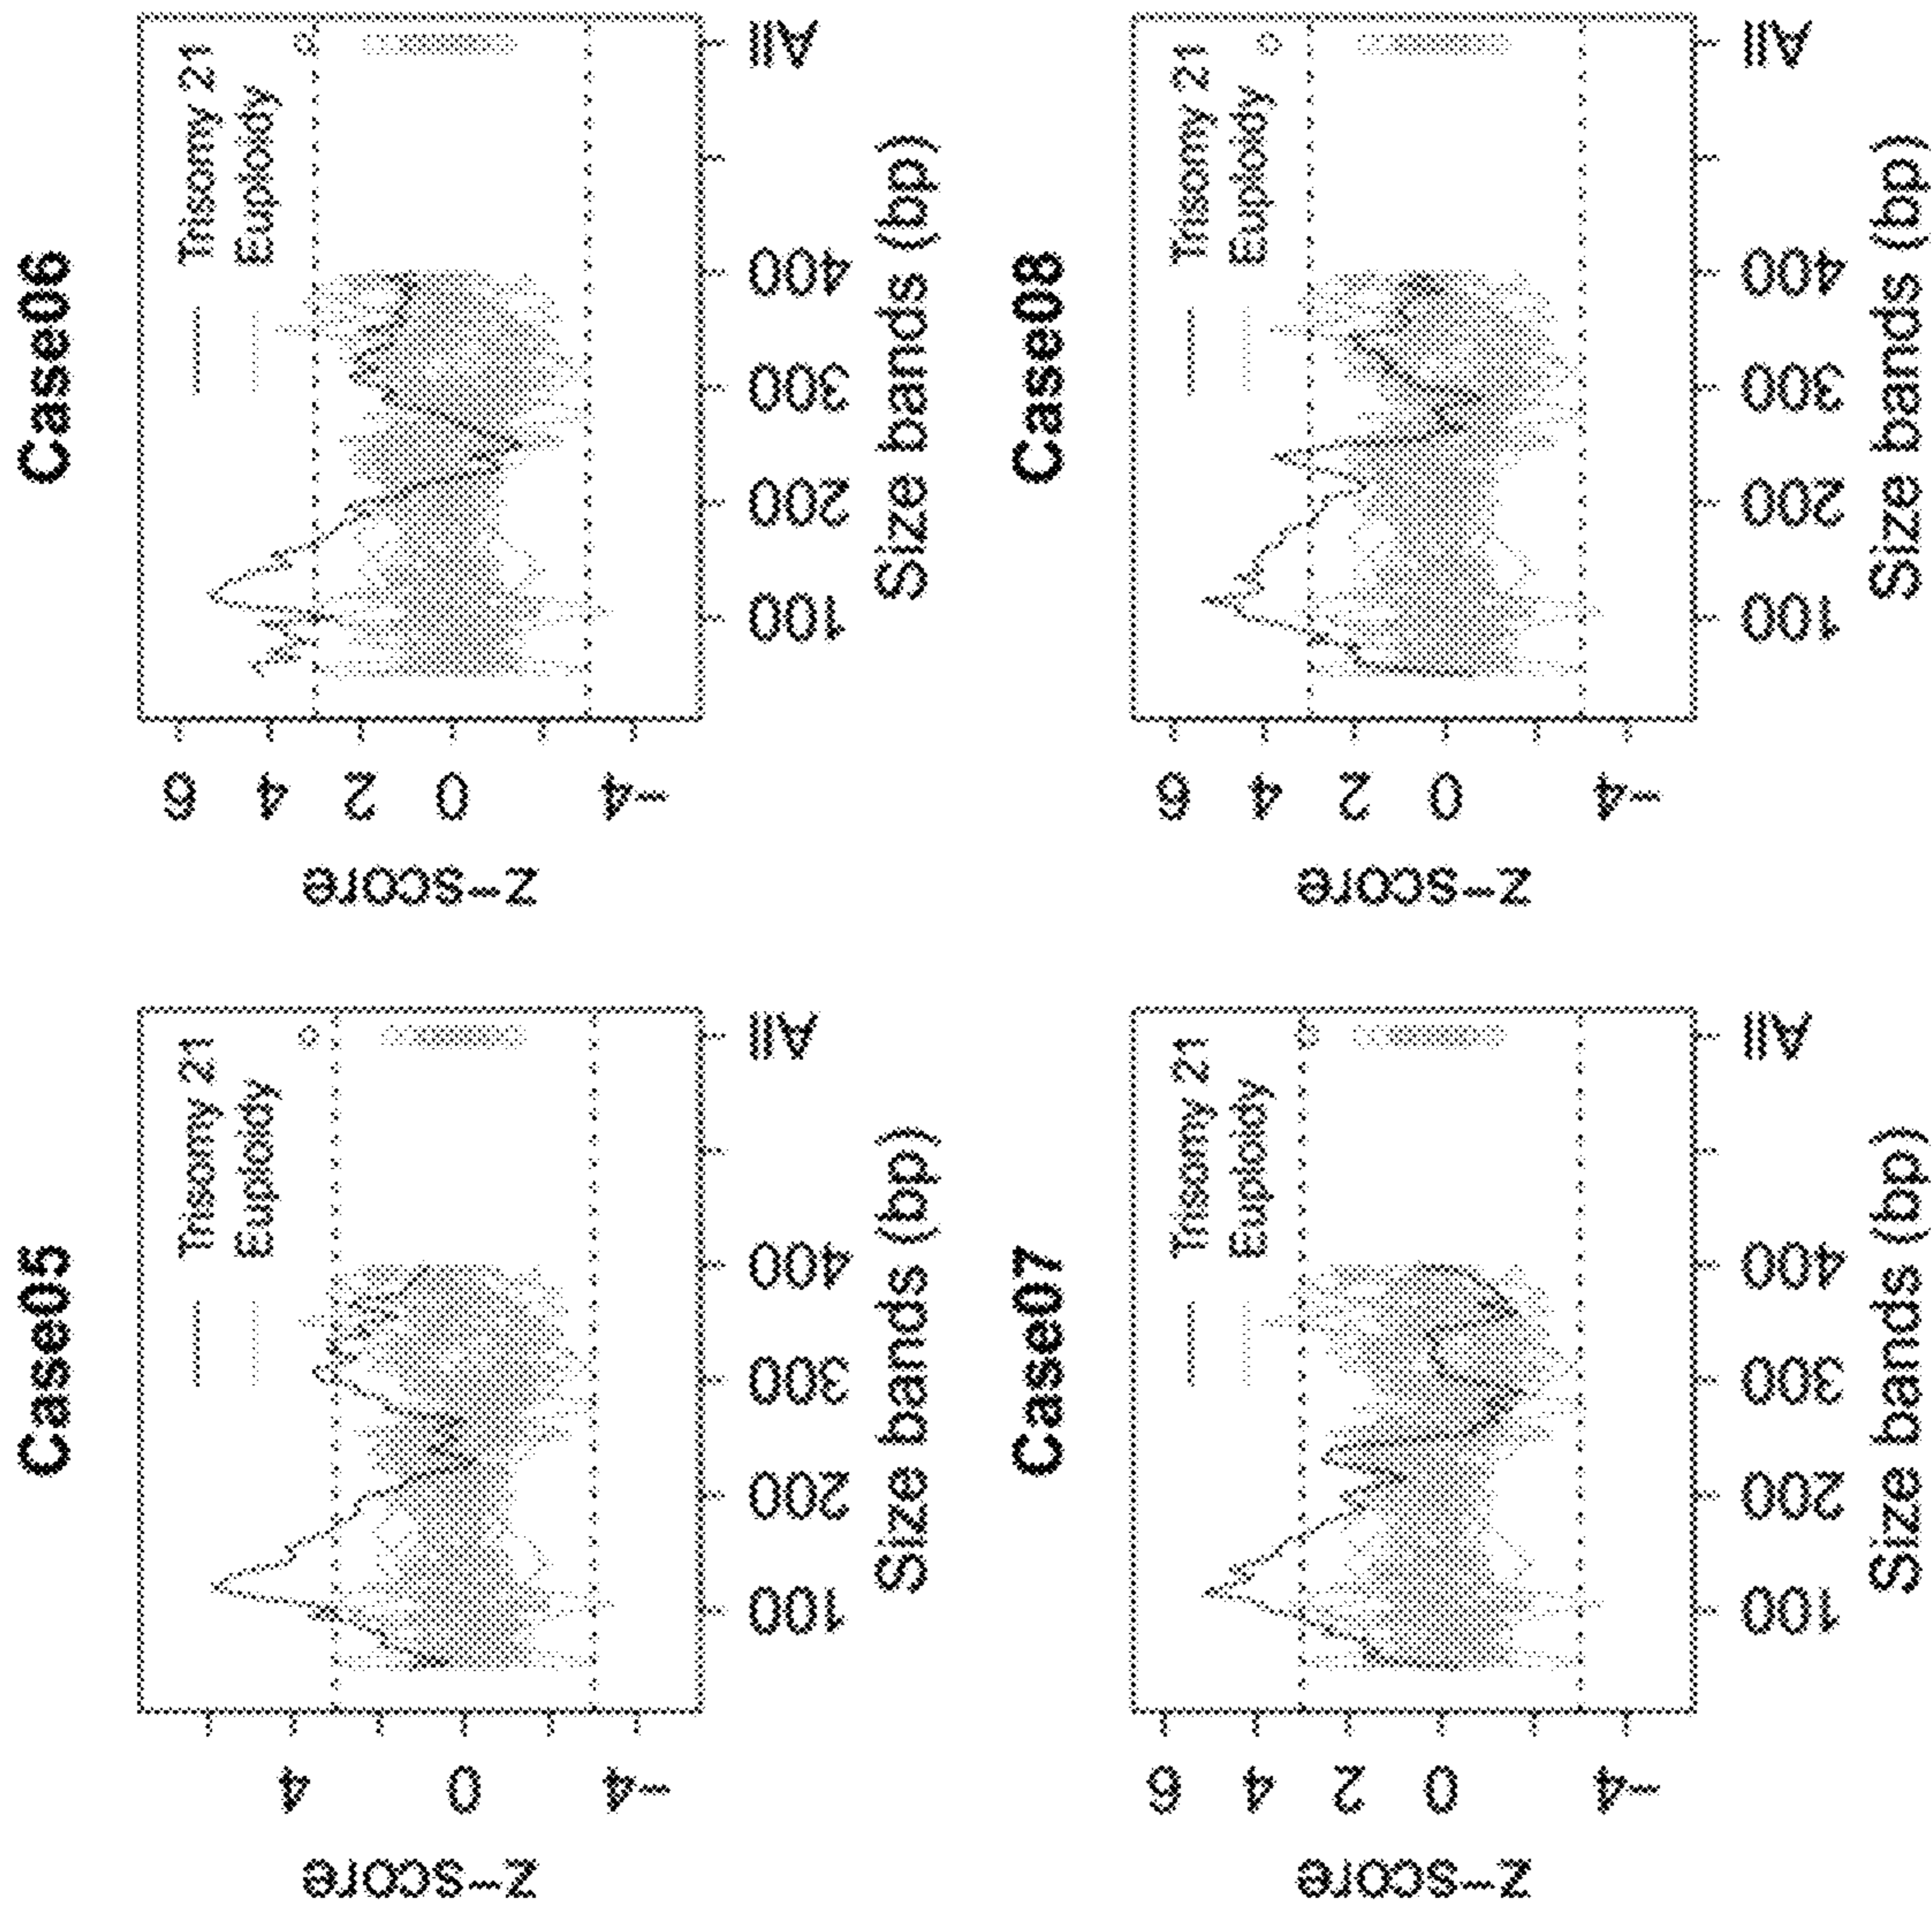 Case05
Trisomy 21
Euploidy
z-score
4
0
-4
100
200
300
400
All
Size bands (bp)
Case06
Trisomy 21
Euploidy
z-score
6
4
2
0
-4
100
200
300
400
All
Size bands (bp)
Case07
Trisomy 21
Euploidy
z-score
6
4
2
0
-4
100
200
300
400
All
Size bands (bp)
Case08
Trisomy 21
Euploidy
z-score
6
4
2
0
-4
100
200
300
400
All
Size bands (bp)